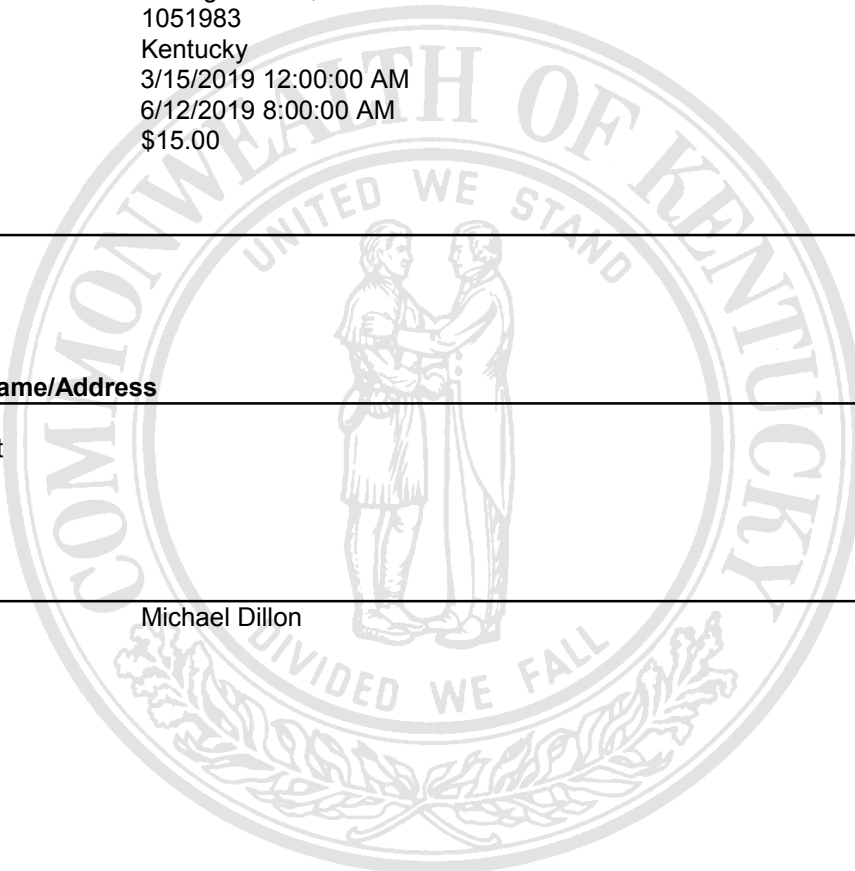 1051983
Kentucky
3/15/2019 12:00:00 AM
6/12/2019 8:00:00 AM
$15.00
COMMONWEALTH OF KENTUCKY
UNITED WE STAND
ame/Address
t
Michael Dillon
DIVIDED WE FALL